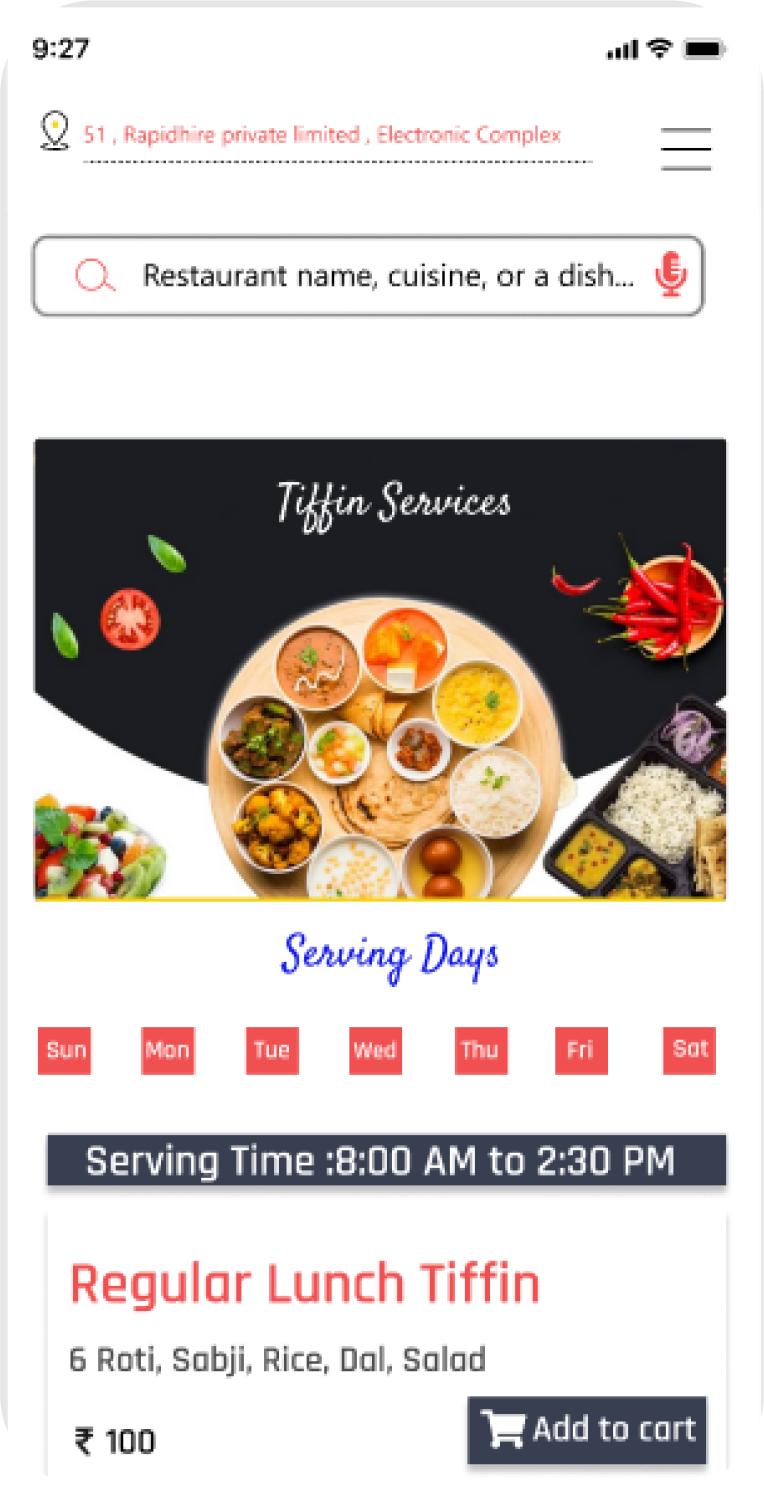 9:27
51 , Rapidhire private limited , Electronic Complex
Restaurant name, cuisine, or a dish...
Tiffin Services
Serving Days
Sun Mon Tue Wed Thu Fri Sat
Serving Time :8:00 AM to 2:30 PM
Regular Lunch Tiffin
6 Roti, Sabji, Rice, Dal, Salad
₹ 100
Add to cart